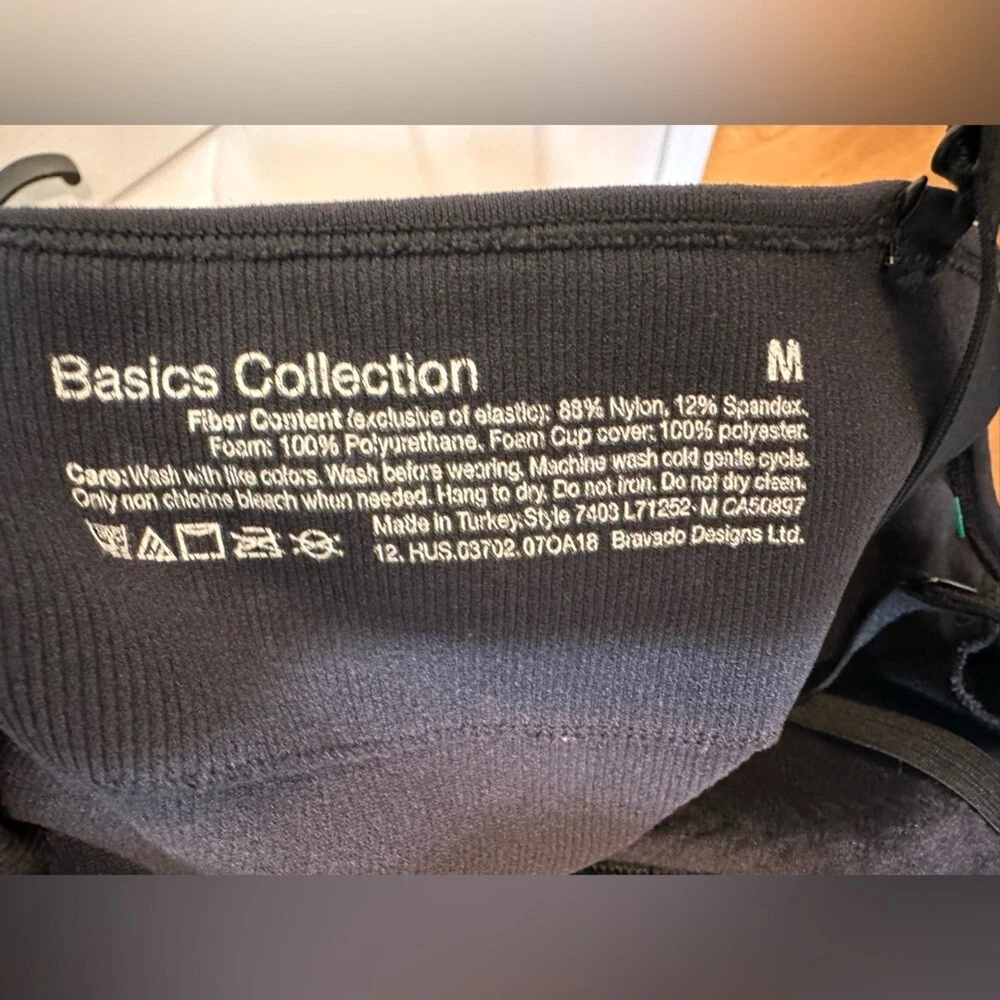 Basics Collection M
Fiber Content (exclusive of elastic): 88% Nylon, 12% Spandex.
Foam: 100% Polyurethane. Foam Cup cover: 100% polyester.
Care: Wash with like colors. Wash before wearing. Machine wash cold gentle cycle.
Only non chlorine bleach when needed. Hang to dry. Do not iron. Do not dry clean.
Made in Turkey. Style 7403 L71252-M CA50897
12. RUS.03702.07OA18 Bravado Designs Ltd.